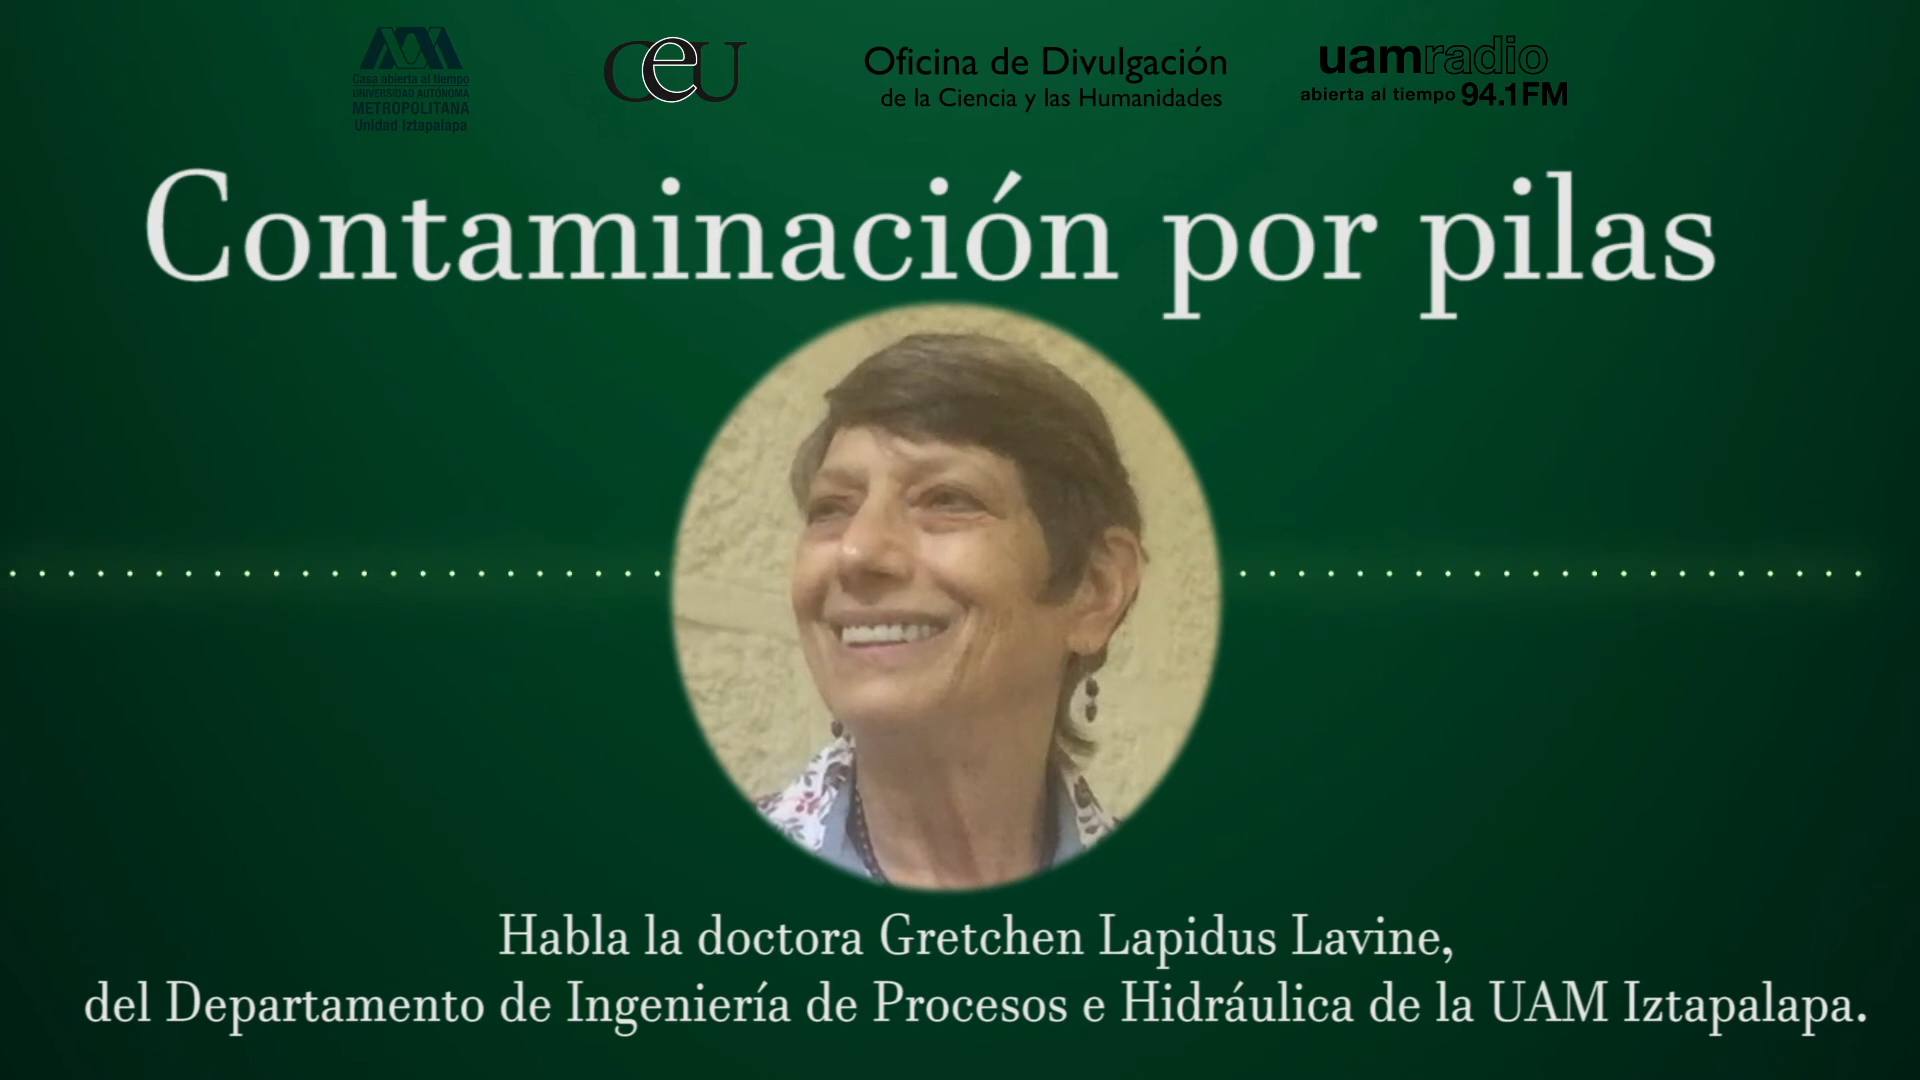 Casa abierta al tiempo
UNIVERSIDAD AUTÓNOMA
METROPOLITANA
Unidad Iztapalapa
CeU
Oficina de Divulgación
de la Ciencia y las Humanidades
uamradio
abierta al tiempo 94.1FM
Contaminación por pilas
Habla la doctora Gretchen Lapidus Lavine,
del Departamento de Ingeniería de Procesos e Hidráulica de la UAM Iztapalapa.